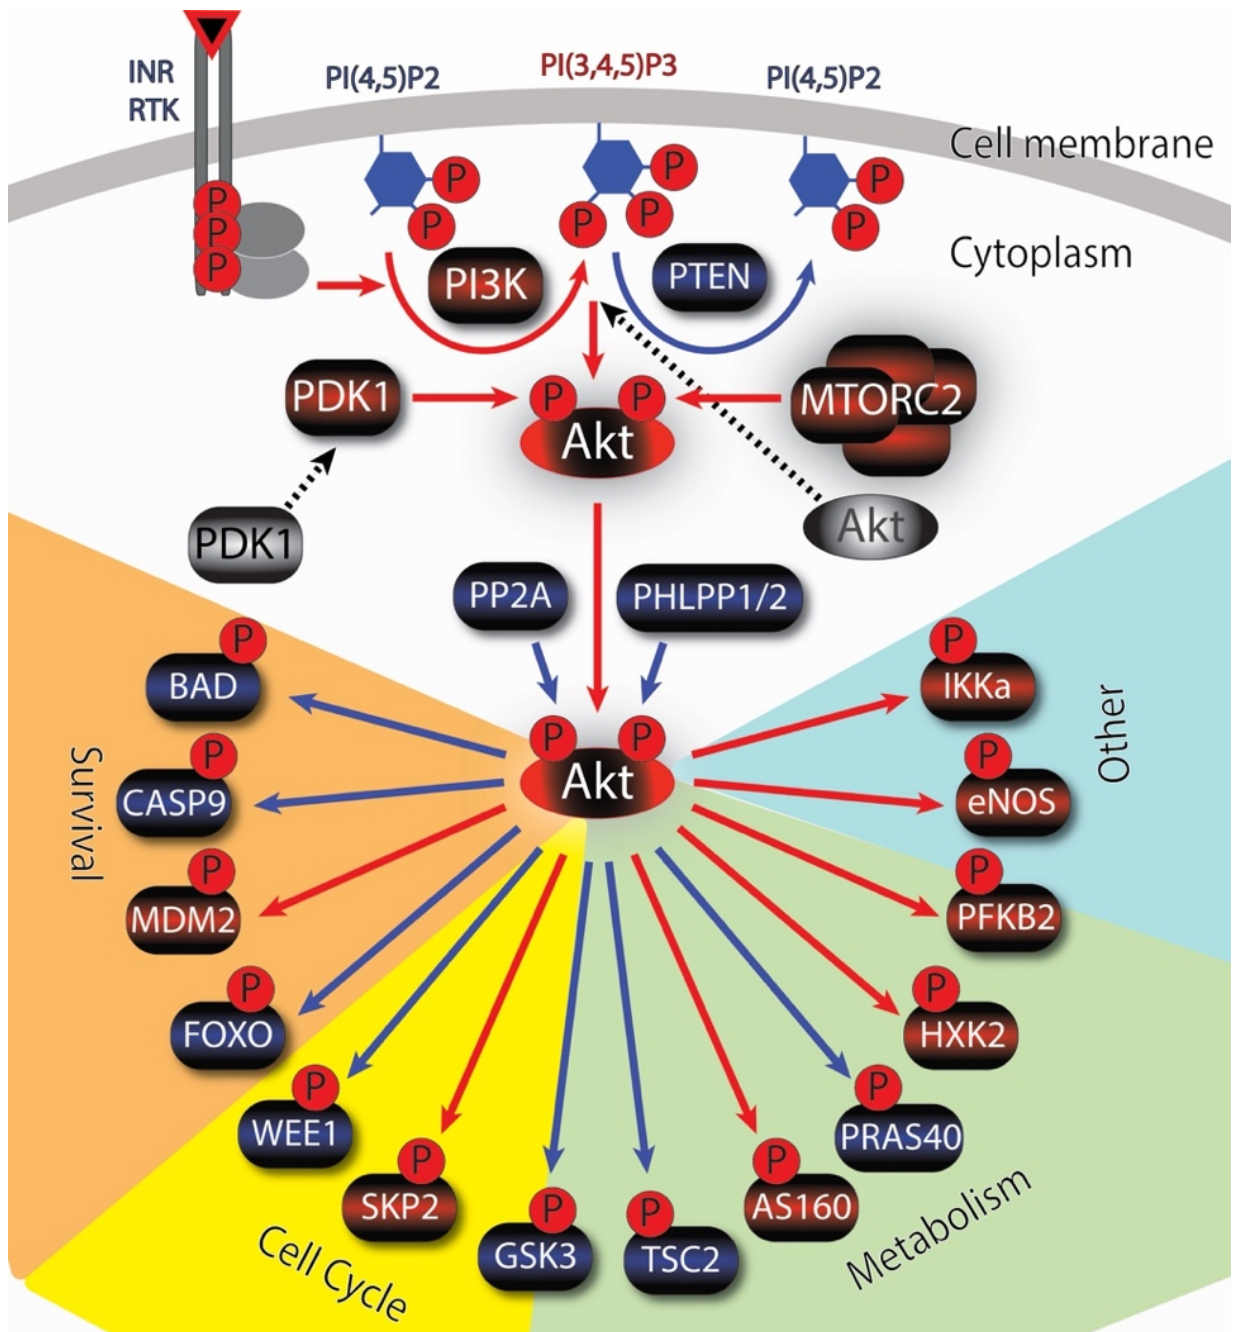 INR
RTK
PI(4,5)P2
PI(3,4,5)P3
PI(4,5)P2
Cell membrane
P
P
P
P
P
P
P
P
P
P
Cytoplasm
PI3K
PTEN
PDK1
P
P
Akt
MTORC2
PDK1
Akt
PP2A
PHLPP1/2
P
BAD
P
IKKa
Survival
Other
P
CASP9
P
P
Akt
P
eNOS
P
MDM2
P
PFKB2
P
FOXO
P
HXK2
P
WEE1
P
PRAS40
P
SKP2
P
AS160
P
GSK3
P
TSC2
Cell Cycle
Metabolism